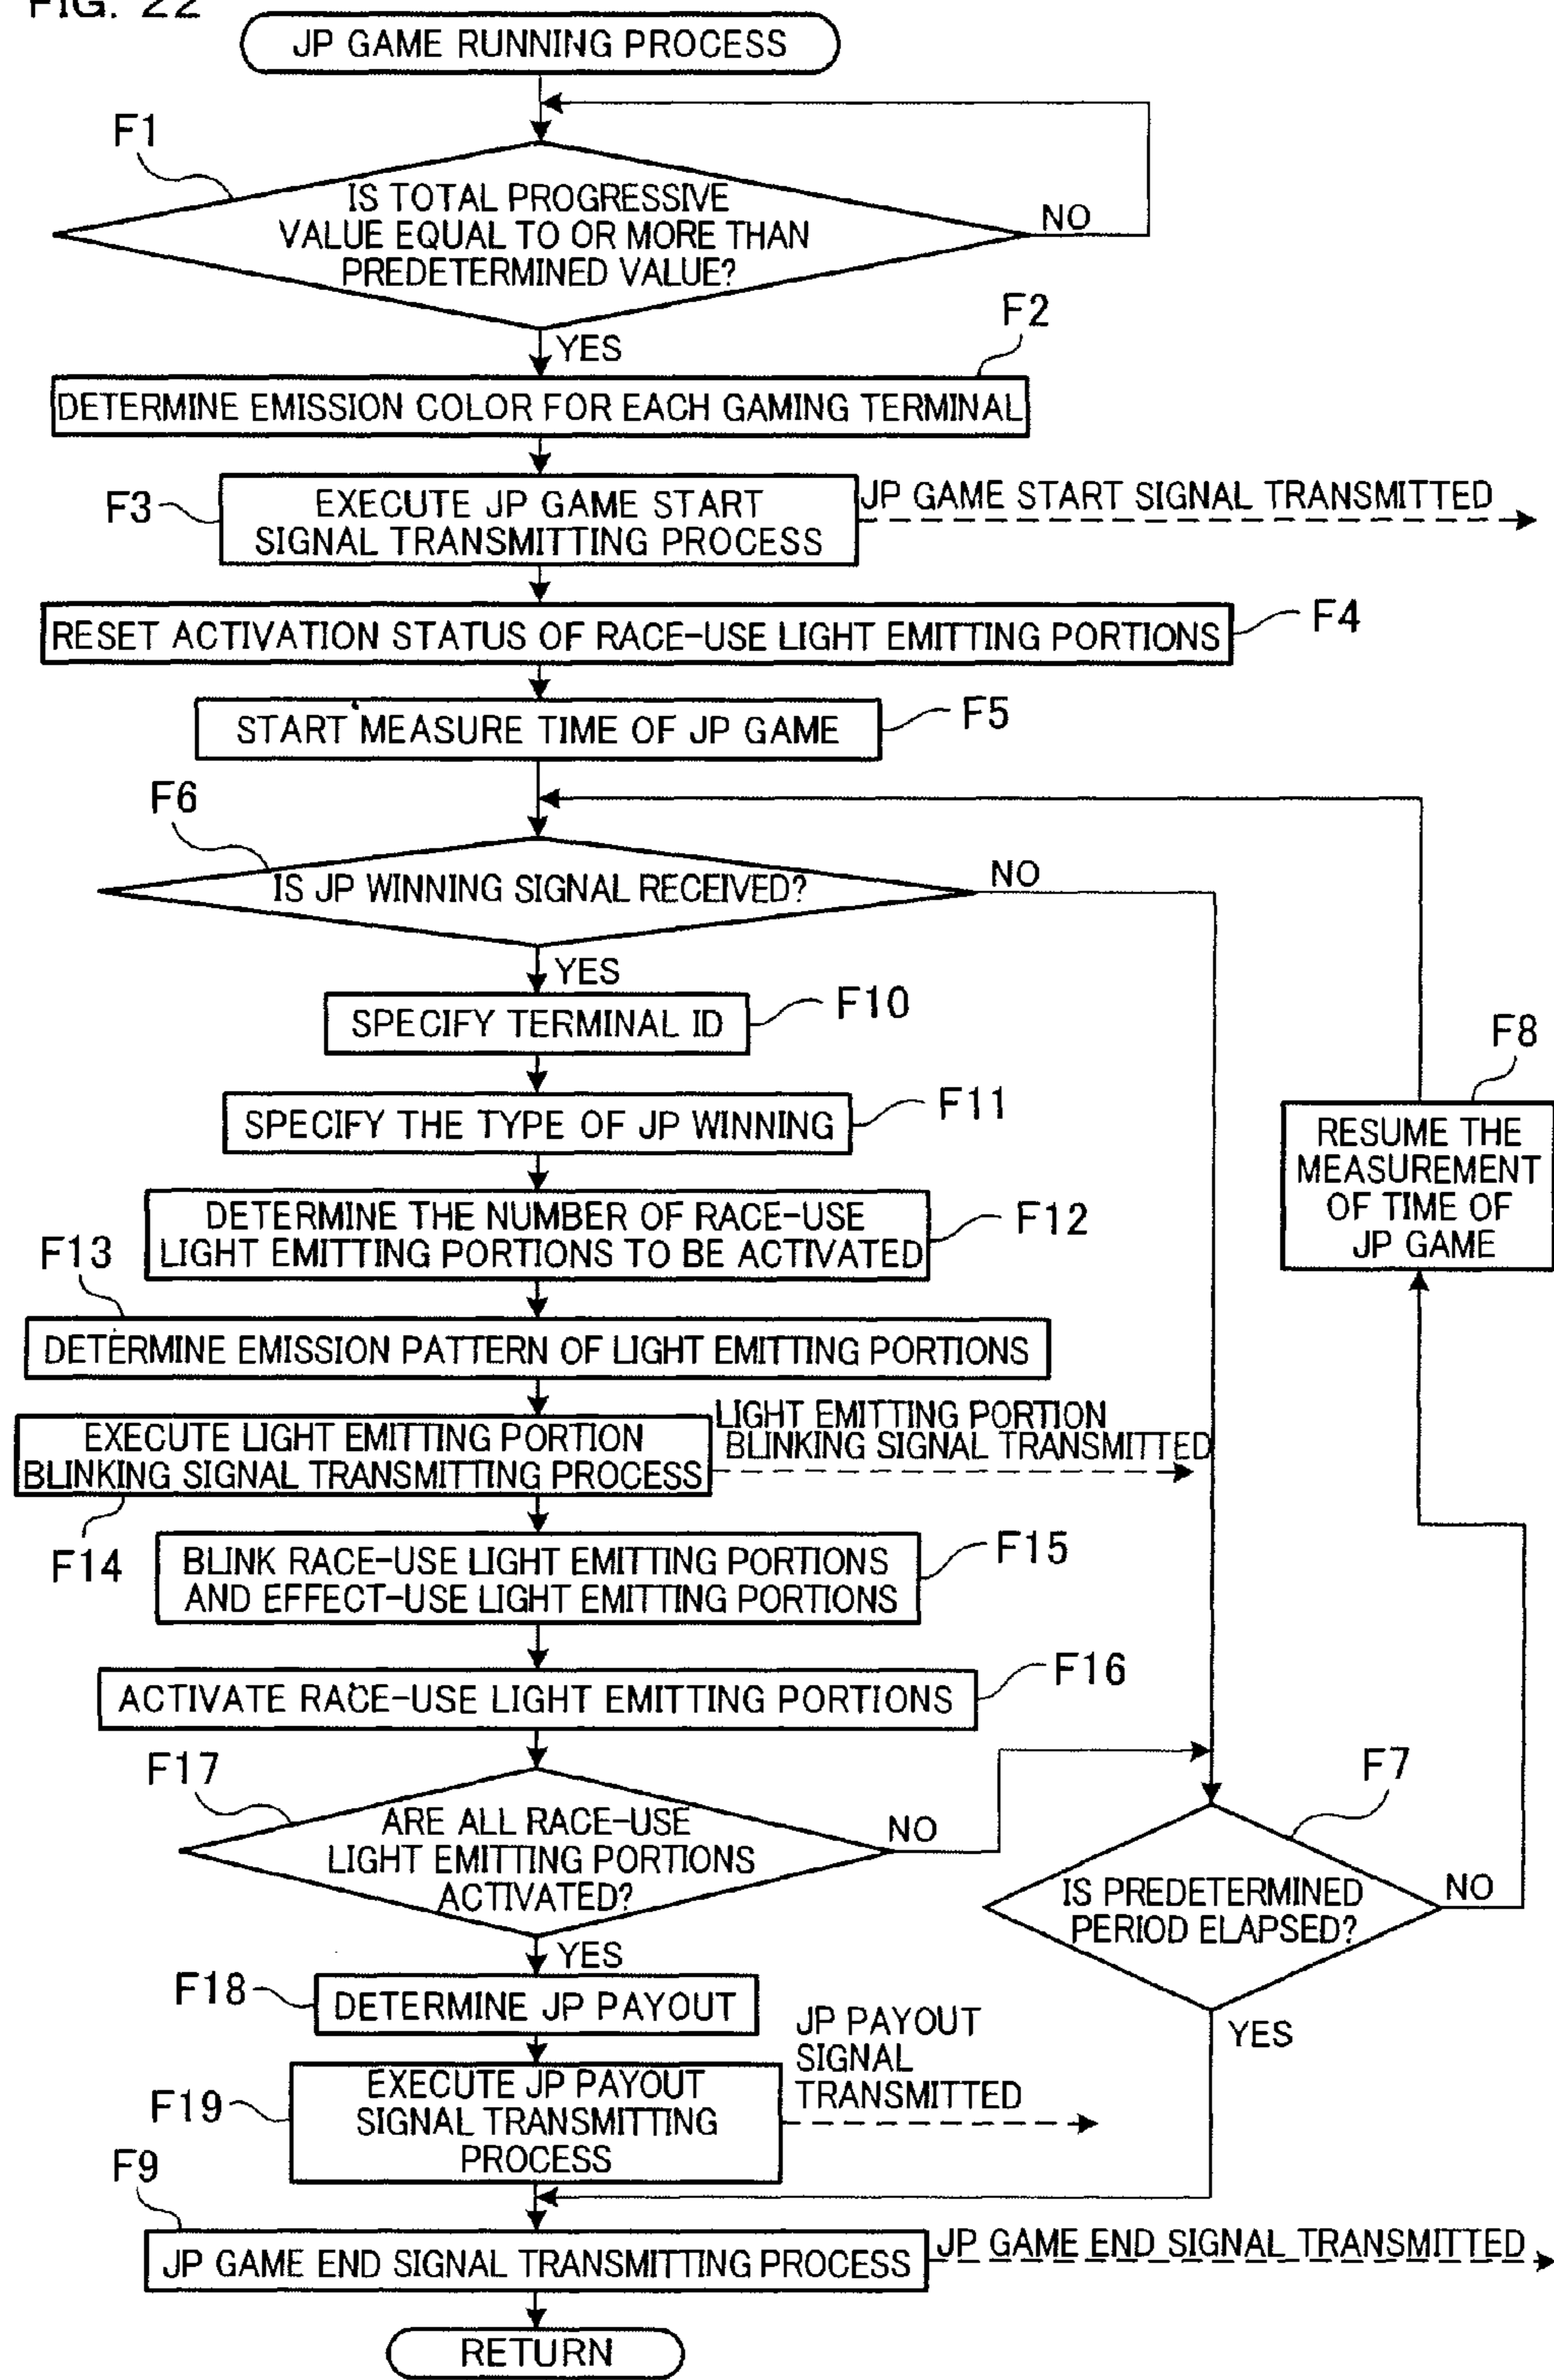 FIG. 22
JP GAME RUNNING PROCESS
F1
IS TOTAL PROGRESSIVE
VALUE EQUAL TO OR MORE THAN
PREDETERMINED VALUE?
NO
YES
F2
DETERMINE EMISSION COLOR FOR EACH GAMING TERMINAL
F3
EXECUTE JP GAME START
SIGNAL TRANSMITTING PROCESS
JP GAME START SIGNAL TRANSMITTED
RESET ACTIVATION STATUS OF RACE-USE LIGHT EMITTING PORTIONS
F4
START MEASURE TIME OF JP GAME
F5
F6
IS JP WINNING SIGNAL RECEIVED?
NO
YES
SPECIFY TERMINAL ID
F10
SPECIFY THE TYPE OF JP WINNING
F11
F8
RESUME THE
MEASUREMENT
OF TIME OF
JP GAME
DETERMINE THE NUMBER OF RACE-USE
LIGHT EMITTING PORTIONS TO BE ACTIVATED
F12
F13
DETERMINE EMISSION PATTERN OF LIGHT EMITTING PORTIONS
EXECUTE LIGHT EMITTING PORTION
BLINKING SIGNAL TRANSMITTING PROCESS
LIGHT EMITTING PORTION
BLINKING SIGNAL TRANSMITTED
F14
BLINK RACE-USE LIGHT EMITTING PORTIONS
AND EFFECT-USE LIGHT EMITTING PORTIONS
F15
ACTIVATE RACE-USE LIGHT EMITTING PORTIONS
F16
F17
ARE ALL RACE-USE
LIGHT EMITTING PORTIONS
ACTIVATED?
NO
YES
F7
IS PREDETERMINED
PERIOD ELAPSED?
NO
YES
F18
DETERMINE JP PAYOUT
F19
EXECUTE JP PAYOUT
SIGNAL TRANSMITTING
PROCESS
JP PAYOUT
SIGNAL
TRANSMITTED
F9
JP GAME END SIGNAL TRANSMITTING PROCESS
JP GAME END SIGNAL TRANSMITTED
RETURN